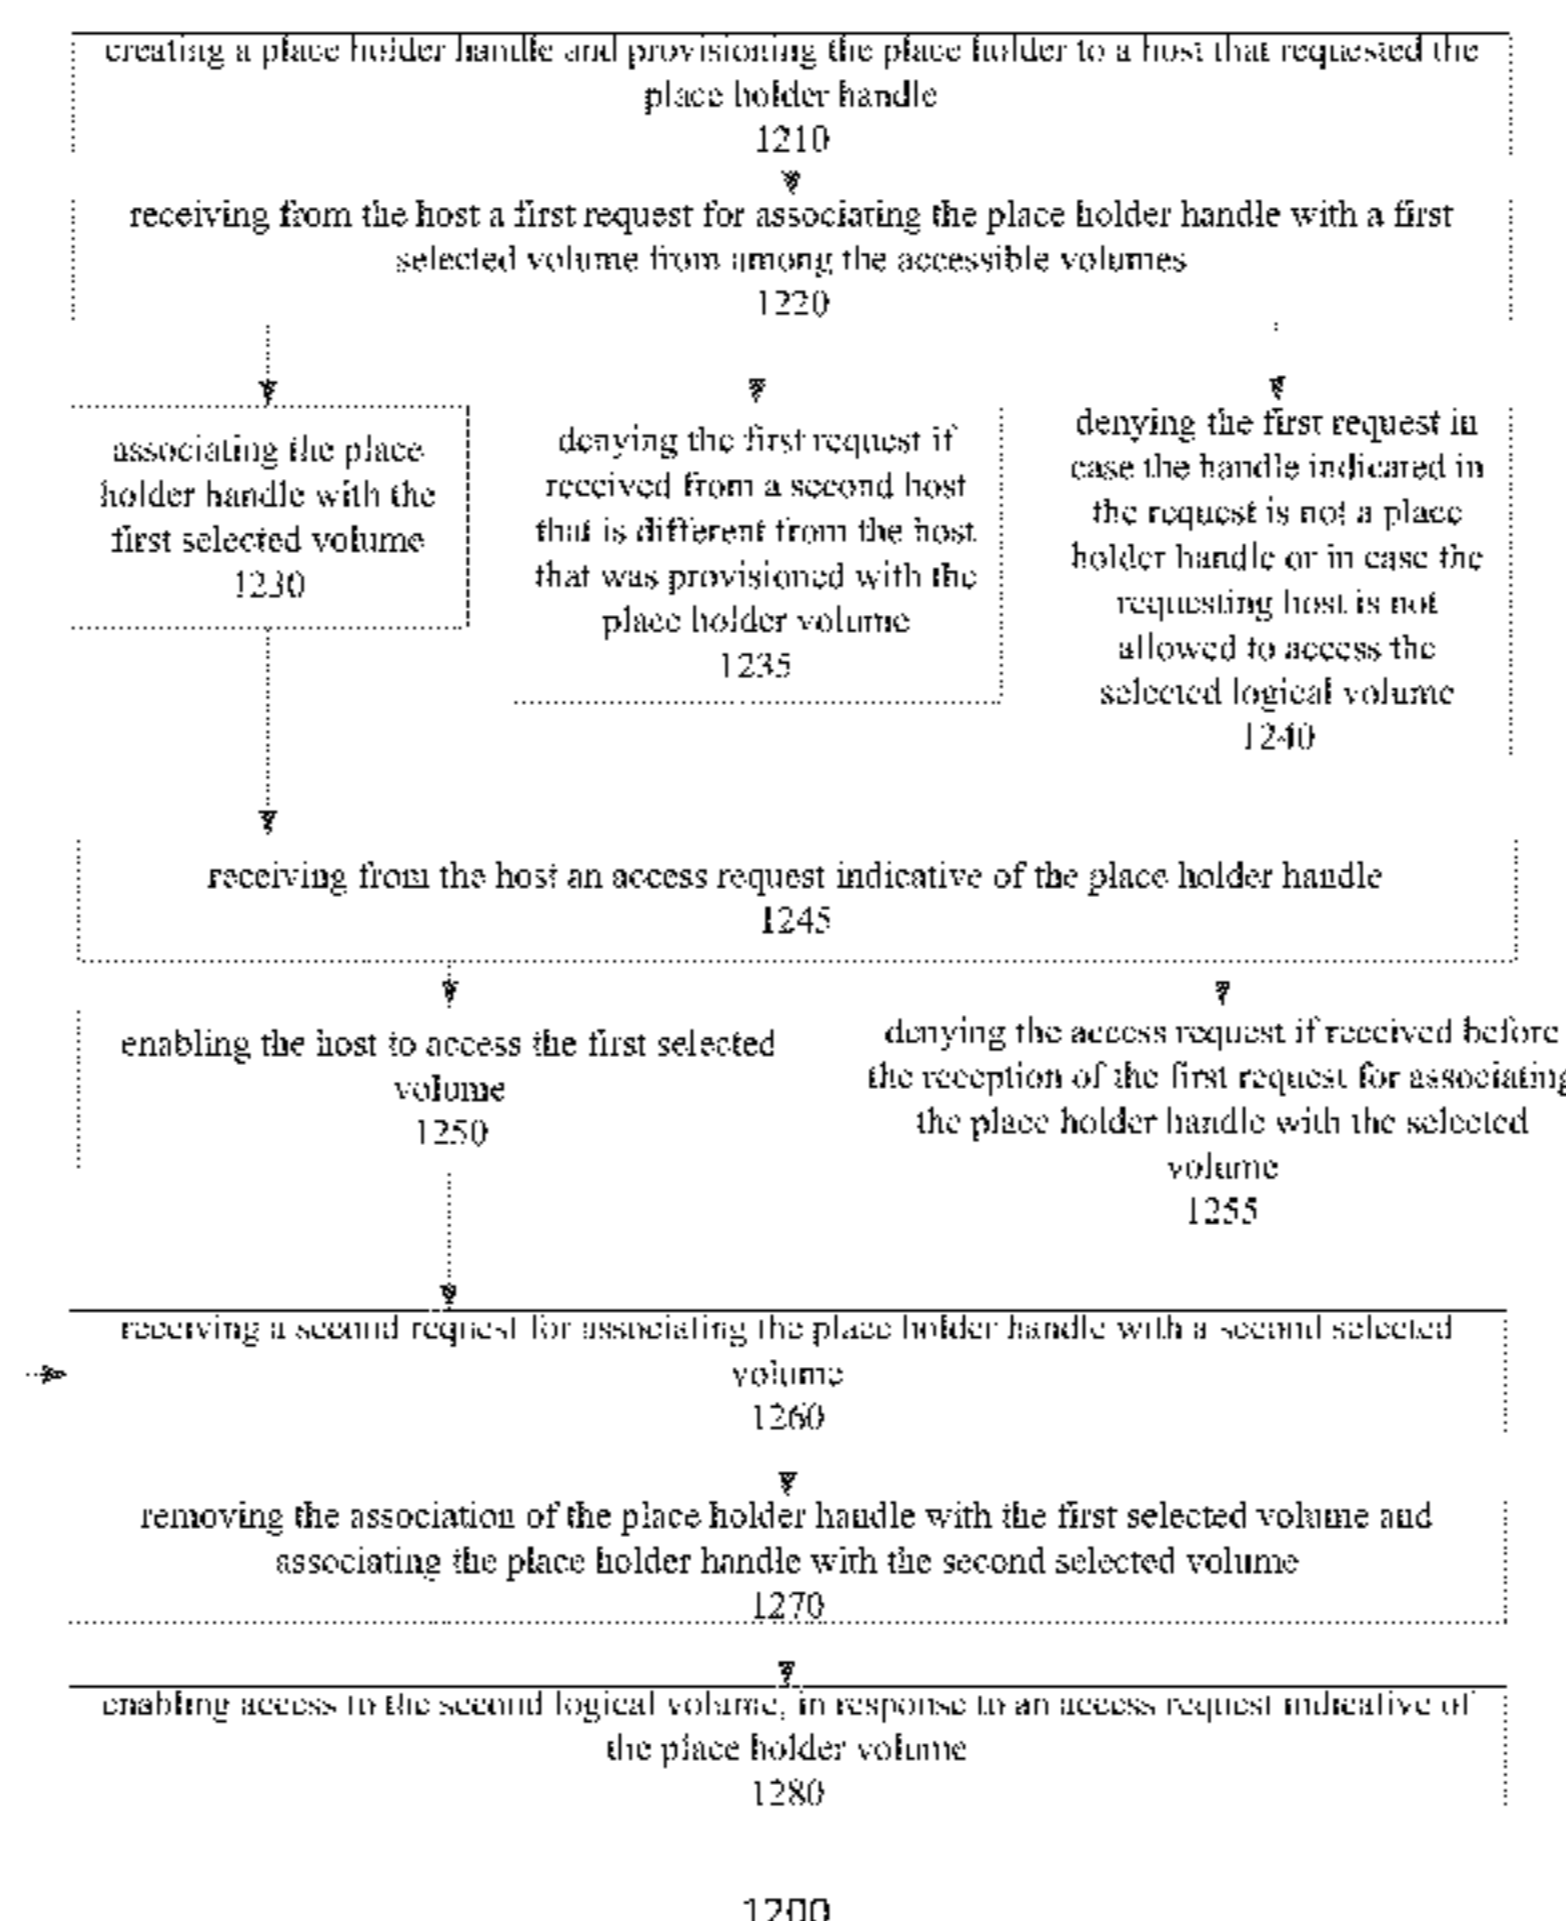 creating a place holder handle and provisioning the place holder to a host that requested the
place holder handle
1210
receiving from the host a first request for associating the place holder handle with a first
selected volume from among the accessible volumes
1220
associating the place
holder handle with the
first selected volume
1230
denying the first request if
received from a second host
that is different from the host
that was provisioned with the
place holder volume
1235
denying the first request in
case the handle indicated in
the request is not a place
holder handle or in case the
requesting host is not
allowed to access the
selected logical volume
1240
receiving from the host an access request indicative of the place holder handle
1245
enabling the host to access the first selected
volume
1250
denying the access request if received before
the reception of the first request for associating
the place holder handle with the selected
volume
1255
receiving a second request for associating the place holder handle with a second selected
volume
1260
removing the association of the place holder handle with the first selected volume and
associating the place holder handle with the second selected volume
1270
enabling access to the second logical volume, in response to an access request indicative of
the place holder volume
1280
1200